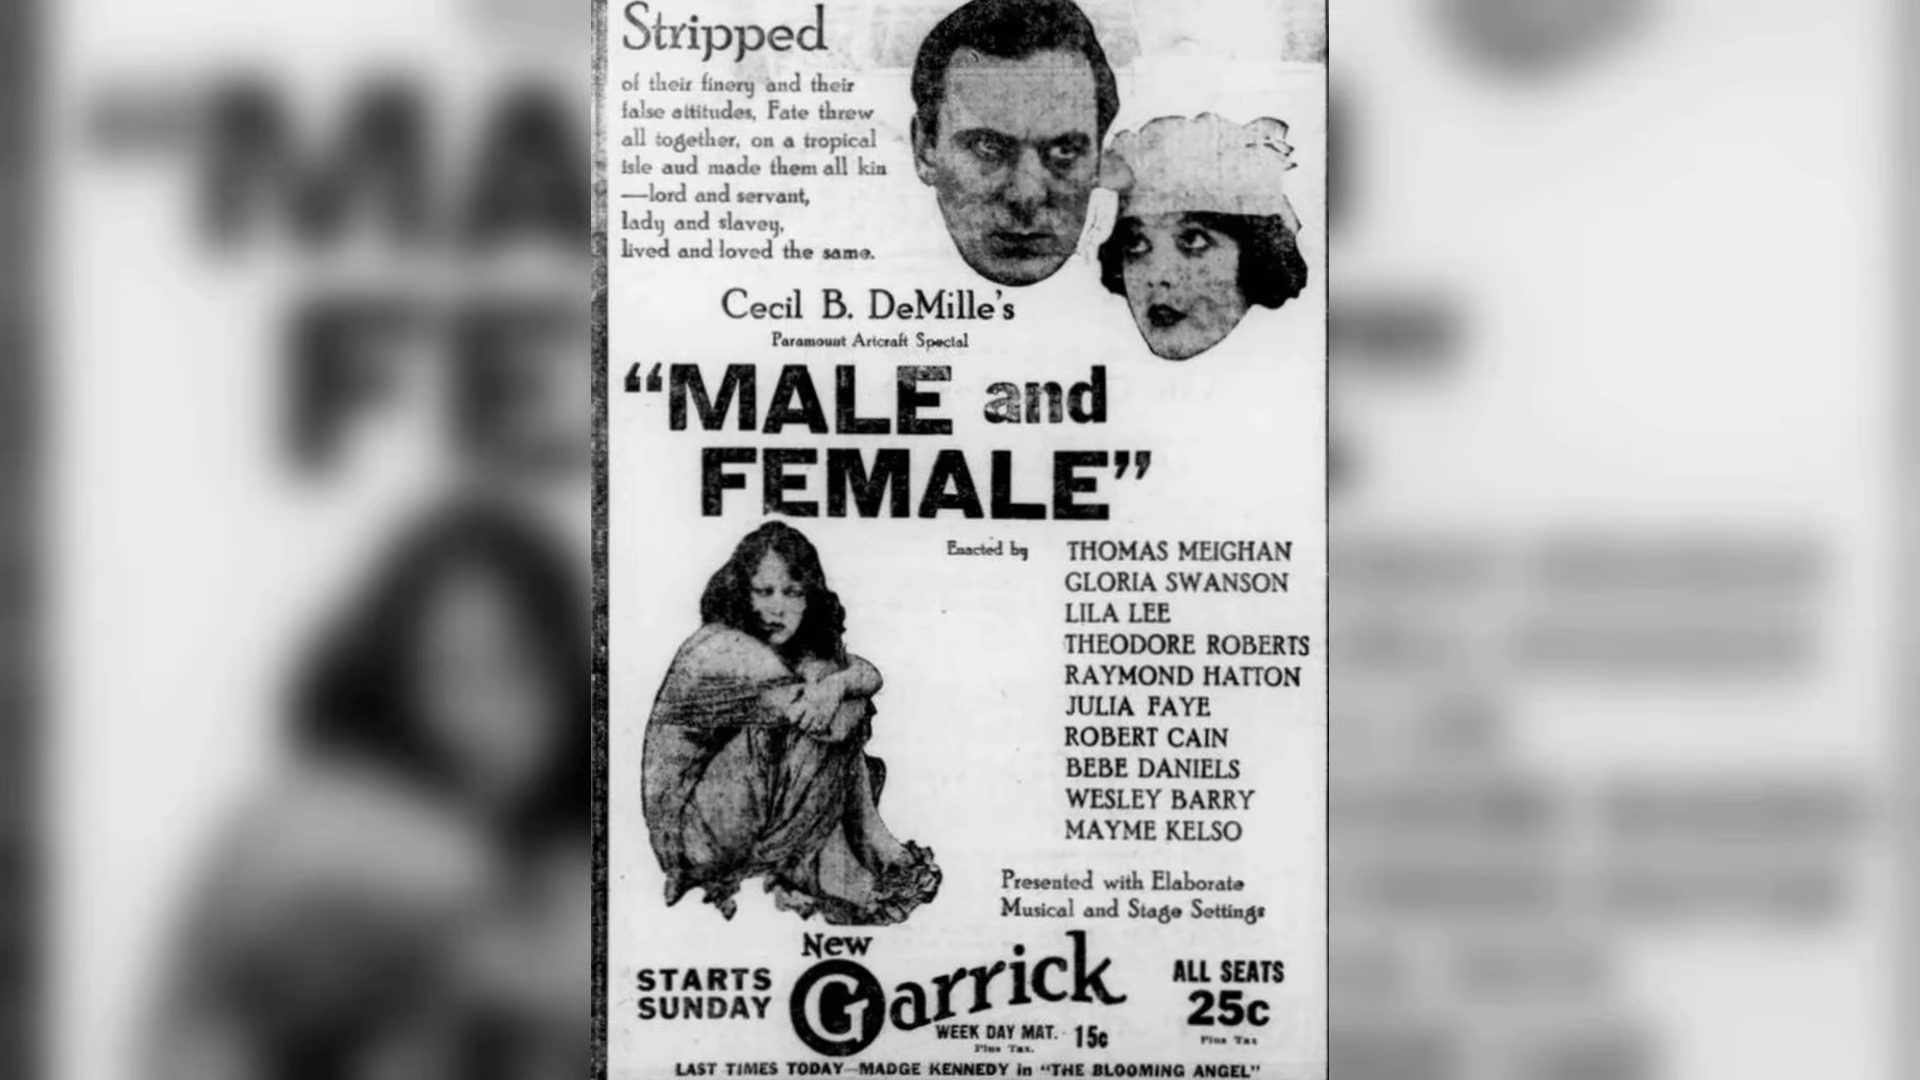 Stripped
of their finery and their
false attitudes, Fate threw
all together, on a tropical
isle aud made them all kin
—lord and servant,
lady and slavey,
lived and loved the same.
Cecil B. DeMille's
Paramount Artcraft Special
"MALE and
FEMALE"
Enacted by
THOMAS MEIGHAN
GLORIA SWANSON
LILA LEE
THEODORE ROBERTS
RAYMOND HATTON
JULIA FAYE
ROBERT CAIN
BEBE DANIELS
WESLEY BARRY
MAYME KELSO
Presented with Elaborate
Musical and Stage Settings
STARTS
SUNDAY
New
Garrick
WEEK DAY MAT. 15c
Plus Tax.
ALL SEATS
25c
Plus Tax
LAST TIMES TODAY—MADGE KENNEDY in "THE BLOOMING ANGEL"